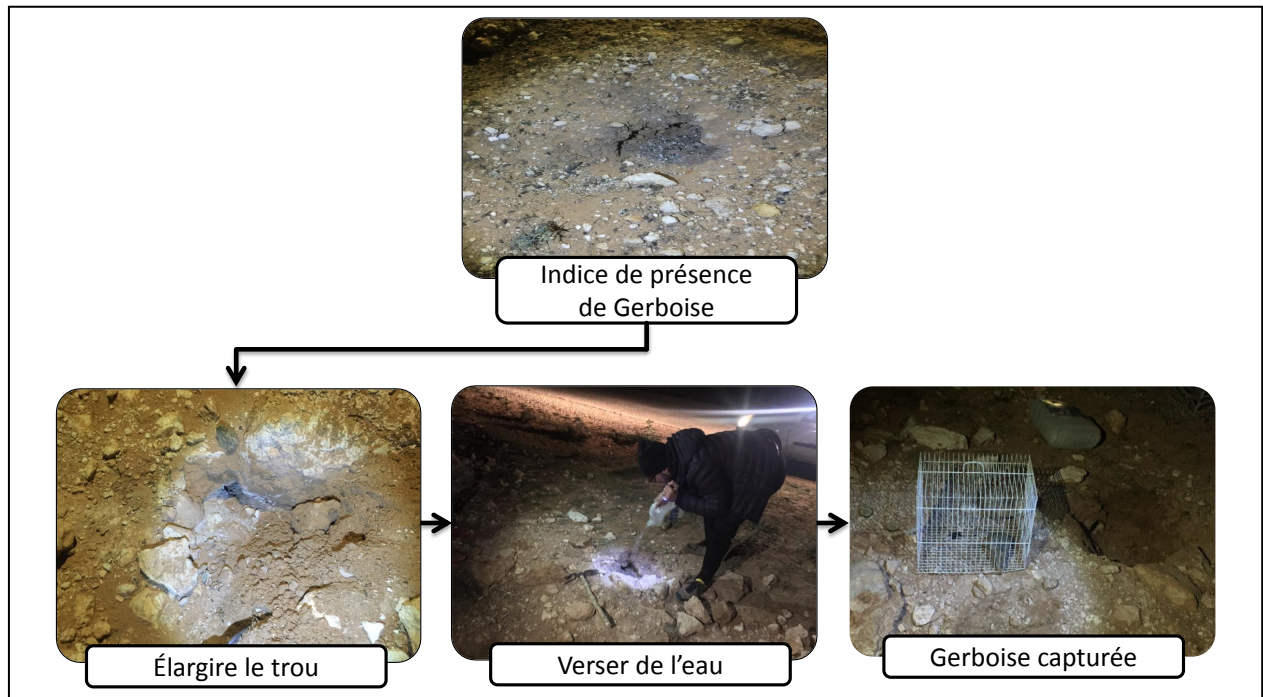 Indice de présence
de Gerboise
Élargire le trou
Verser de l'eau
Gerboise capturée